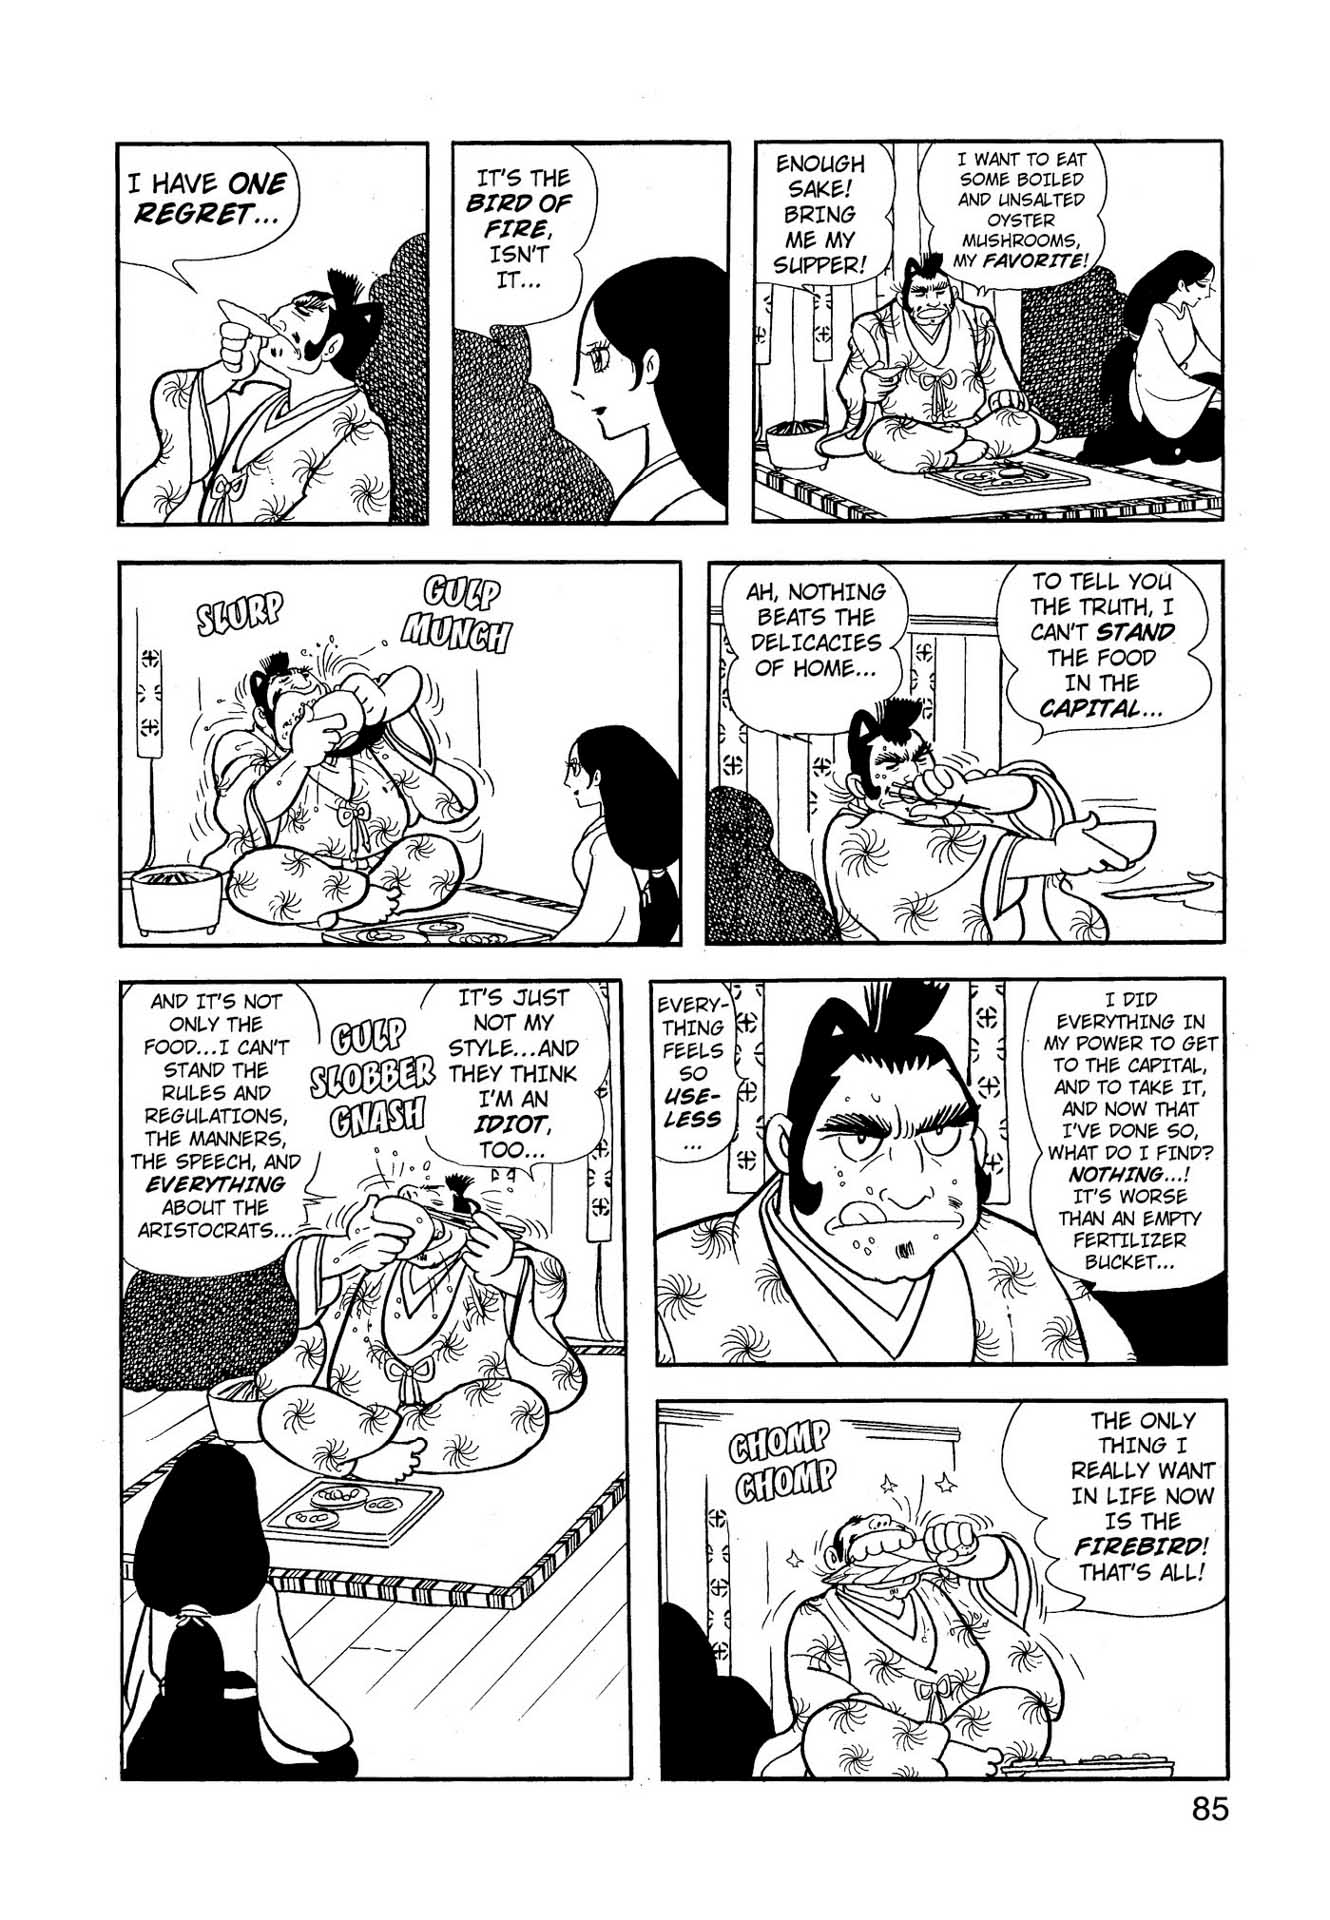 I HAVE ONE
REGRET...
IT'S THE
BIRD OF
FIRE,
ISN'T
IT...
ENOUGH
SAKE!
BRING
ME MY
SUPPER!
I WANT TO EAT
SOME BOILED
AND UNSALTED
OYSTER
MUSHROOMS,
MY FAVORITE!
SLURP
GULP
MUNCH
AH, NOTHING
BEATS THE
DELICACIES
OF HOME...
TO TELL YOU
THE TRUTH, I
CAN'T STAND
THE FOOD
IN THE
CAPITAL...
AND IT'S NOT
ONLY THE
FOOD...I CAN'T
STAND THE
RULES AND
REGULATIONS,
THE MANNERS,
THE SPEECH, AND
EVERYTHING
ABOUT THE
ARISTOCRATS...
GULP
SLOBBER
GNASH
IT'S JUST
NOT MY
STYLE...AND
THEY THINK
I'M AN
IDIOT,
TOO...
EVERY-
THING
FEELS
SO
USE-
LESS
...
I DID
EVERYTHING IN
MY POWER TO GET
TO THE CAPITAL,
AND TO TAKE IT,
AND NOW THAT
I'VE DONE SO,
WHAT DO I FIND?
NOTHING...!
IT'S WORSE
THAN AN EMPTY
FERTILIZER
BUCKET...
CHOMP
CHOMP
THE ONLY
THING I
REALLY WANT
IN LIFE NOW
IS THE
FIREBIRD!
THAT'S ALL!
85